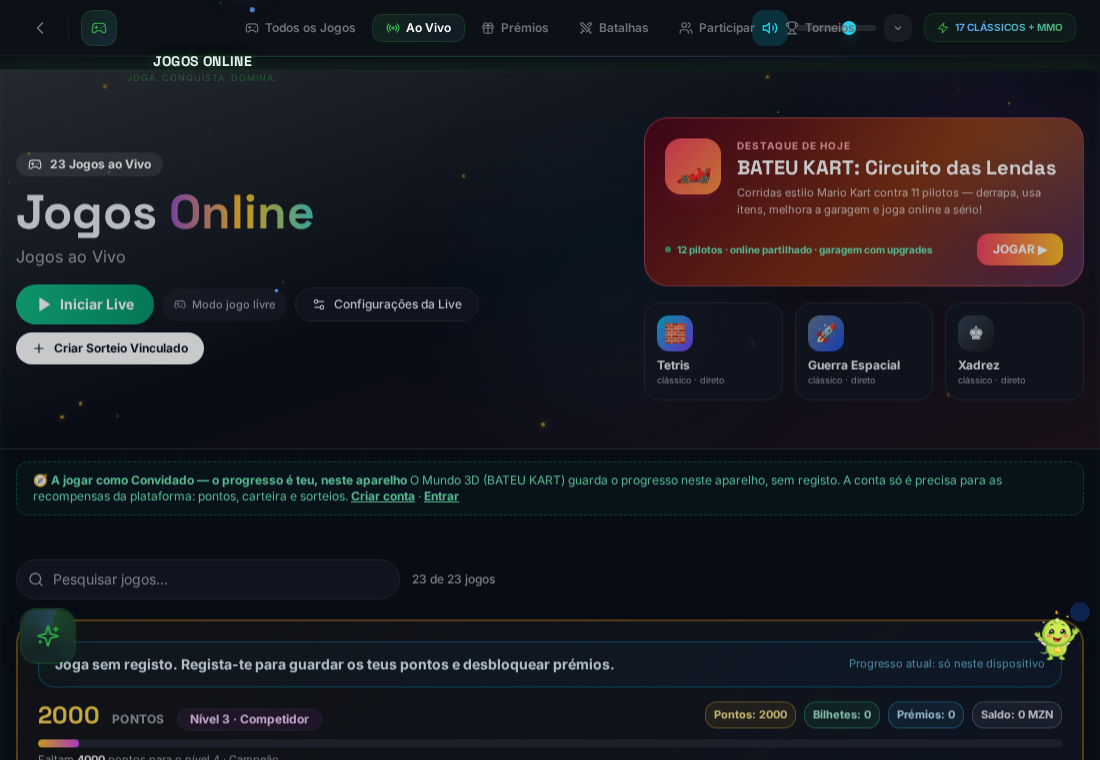 Todos os Jogos
Ao Vivo
Prémios
Batalhas
Participar
Torneios
17 CLÁSSICOS + MMO
JOGOS ONLINE
JOGA. CONQUISTA. DOMINA.
23 Jogos ao Vivo
Jogos Online
Jogos ao Vivo
Iniciar Live
Modo jogo livre
Configurações da Live
Criar Sorteio Vinculado
DESTAQUE DE HOJE
BATEU KART: Circuito das Lendas
Corridas estilo Mario Kart contra 11 pilotos — derrapa, usa
itens, melhora a garagem e joga online a sério!
12 pilotos · online partilhado · garagem com upgrades
JOGAR ▶
Tetris
clássico · direto
Guerra Espacial
clássico · direto
Xadrez
clássico · direto
🧭 A jogar como Convidado — o progresso é teu, neste aparelho O Mundo 3D (BATEU KART) guarda o progresso neste aparelho, sem registo. A conta só é precisa para as
recompensas da plataforma: pontos, carteira e sorteios. Criar conta · Entrar
Pesquisar jogos...
23 de 23 jogos
Joga sem registo. Regista-te para guardar os teus pontos e desbloquear prémios.
Progresso atual: só neste dispositivo
2000 PONTOS
Nível 3 · Competidor
Pontos: 2000
Bilhetes: 0
Prémios: 0
Saldo: 0 MZN
Faltam 4000 pontos para o nível 4 · Campeão